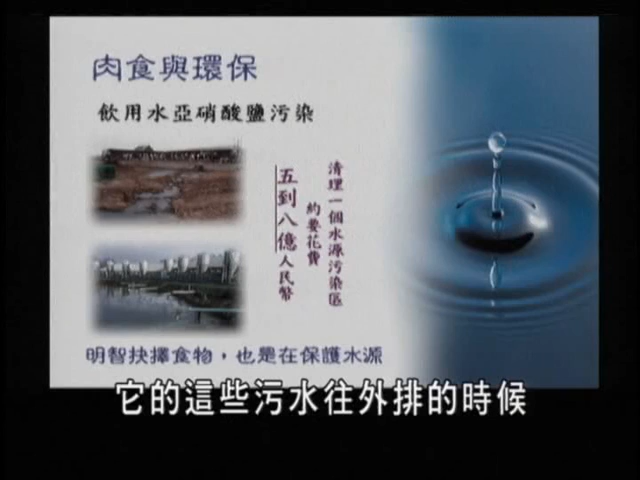 肉食與環保
飲用水亞硝酸鹽污染
清理一個水源污染區
約要花費
五到八億人民幣
明智抉擇食物，也是在保護水源
它的這些污水往外排的時候